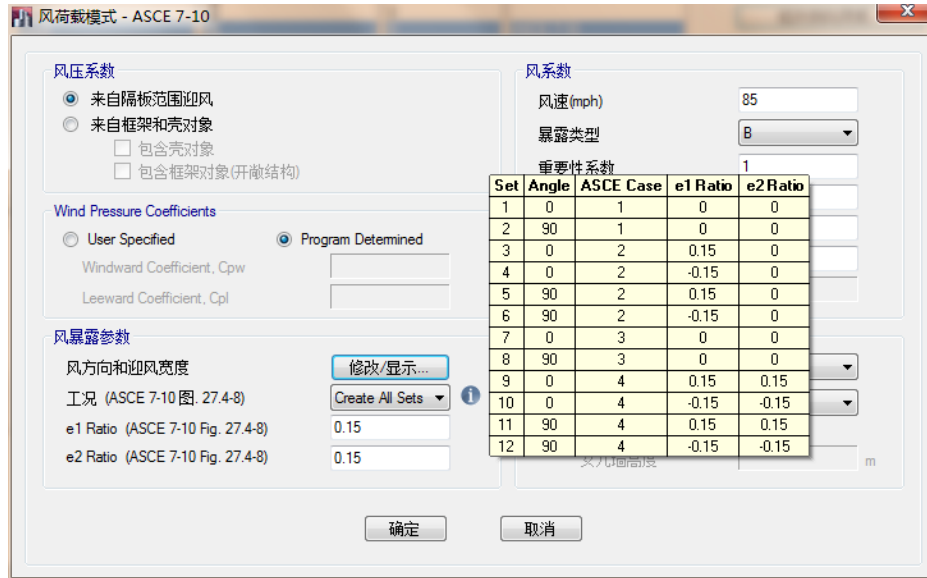 风荷载模式 - ASCE 7-10
风压系数
来自隔板范围迎风
来自框架和壳对象
包含壳对象
包含框架对象(开敞结构)
Wind Pressure Coefficients
User Specified Program Determined
Windward Coefficient, Cpw
Leeward Coefficient, Cpl
风暴露参数
风方向和迎风宽度 修改/显示...
工况 (ASCE 7-10 图. 27.4-8) Create All Sets
e1 Ratio (ASCE 7-10 Fig. 27.4-8) 0.15
e2 Ratio (ASCE 7-10 Fig. 27.4-8) 0.15
风系数
风速(mph) 85
暴露类型 B
重要性系数 1
Set Angle ASCE Case e1 Ratio e2 Ratio
1 0 1 0 0
2 90 1 0 0
3 0 2 0.15 0
4 0 2 -0.15 0
5 90 2 0.15 0
6 90 2 -0.15 0
7 0 3 0 0
8 90 3 0 0
9 0 4 0.15 0.15
10 0 4 -0.15 -0.15
11 90 4 0.15 0.15
12 90 4 -0.15 -0.15
m
确定 取消